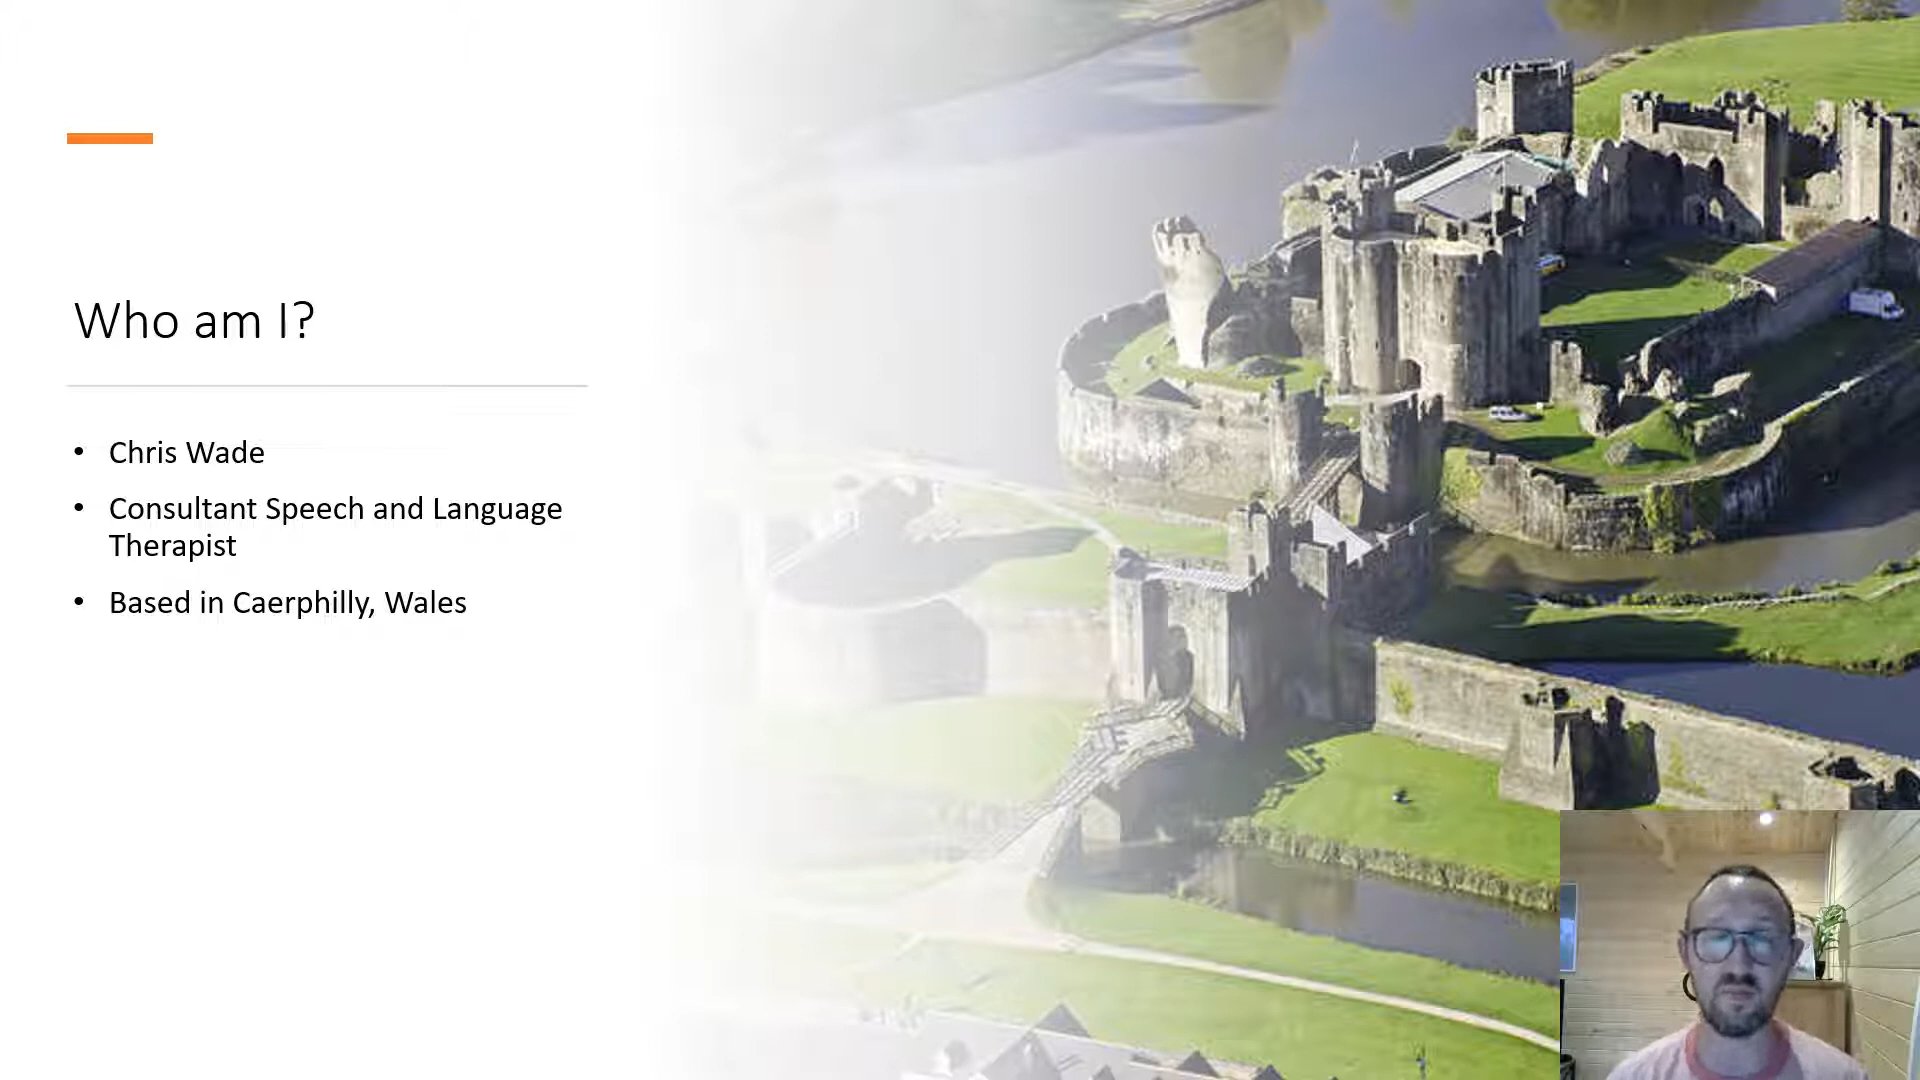 Who am I?
• Chris Wade
• Consultant Speech and Language
Therapist
• Based in Caerphilly, Wales